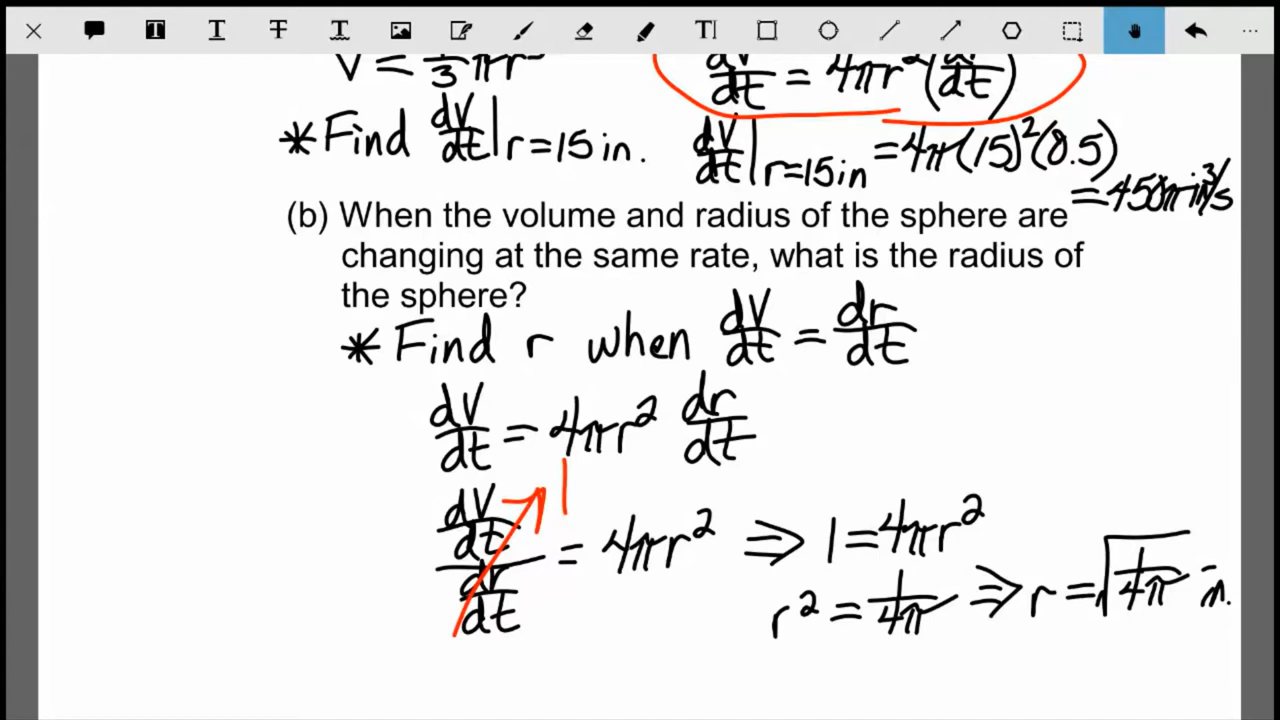 V = 4/3 πr³
dV/dt = 4πr² (dr/dt)
*Find dV/dt|r=15 in.
dV/dt|r=15in = 4π(15)²(8.5)
= 450π in³/s
(b) When the volume and radius of the sphere are
changing at the same rate, what is the radius of
the sphere?
* Find r when dV/dt = dr/dt
dV/dt = 4πr² dr/dt
1
(dV/dt)/(dr/dt) = 4πr² ⇒ 1 = 4πr²
r² = 1/4π ⇒ r = √(1/4π) in.